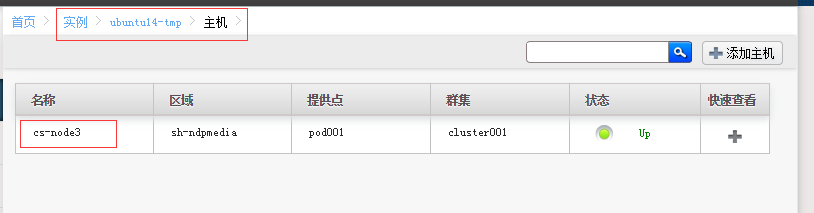 首页 实例 ubuntu14-tmp 主机
添加主机
名称 区域 提供点 群集 状态 快速查看
cs-node3 sh-ndpmedia pod001 cluster001 Up